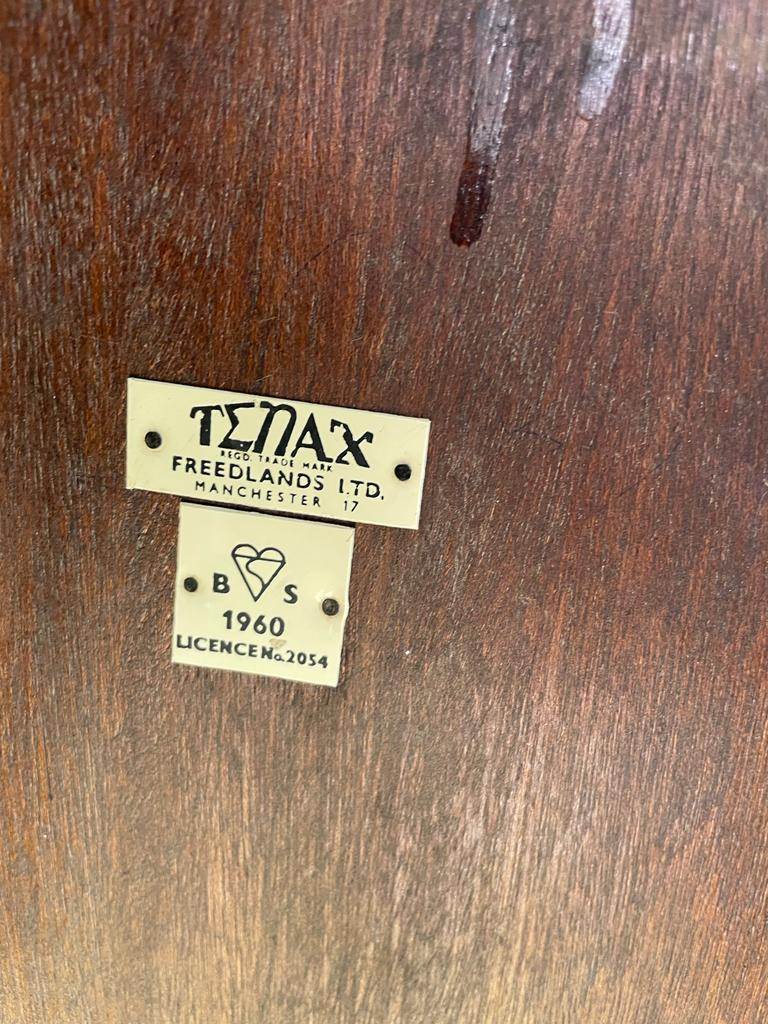 TENAX
REGD. TRADE MARK
FREEDLANDS LTD.
MANCHESTER 17
B S
1960
LICENCE No. 2054